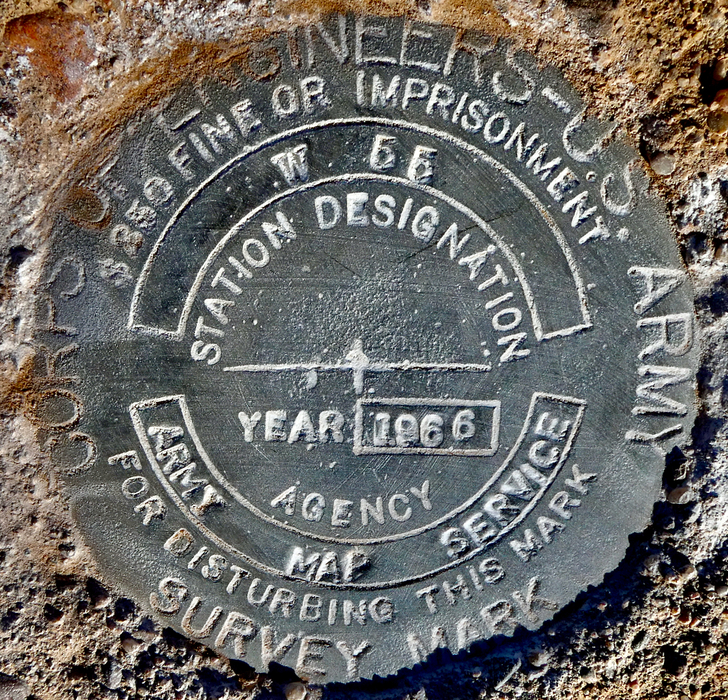 CORPS OF ENGINEERS-U.S. ARMY
$250 FINE OR IMPRISONMENT
W 55
STATION DESIGNATION
YEAR 1966
AGENCY
ARMY MAP SERVICE
FOR DISTURBING THIS MARK
SURVEY MARK